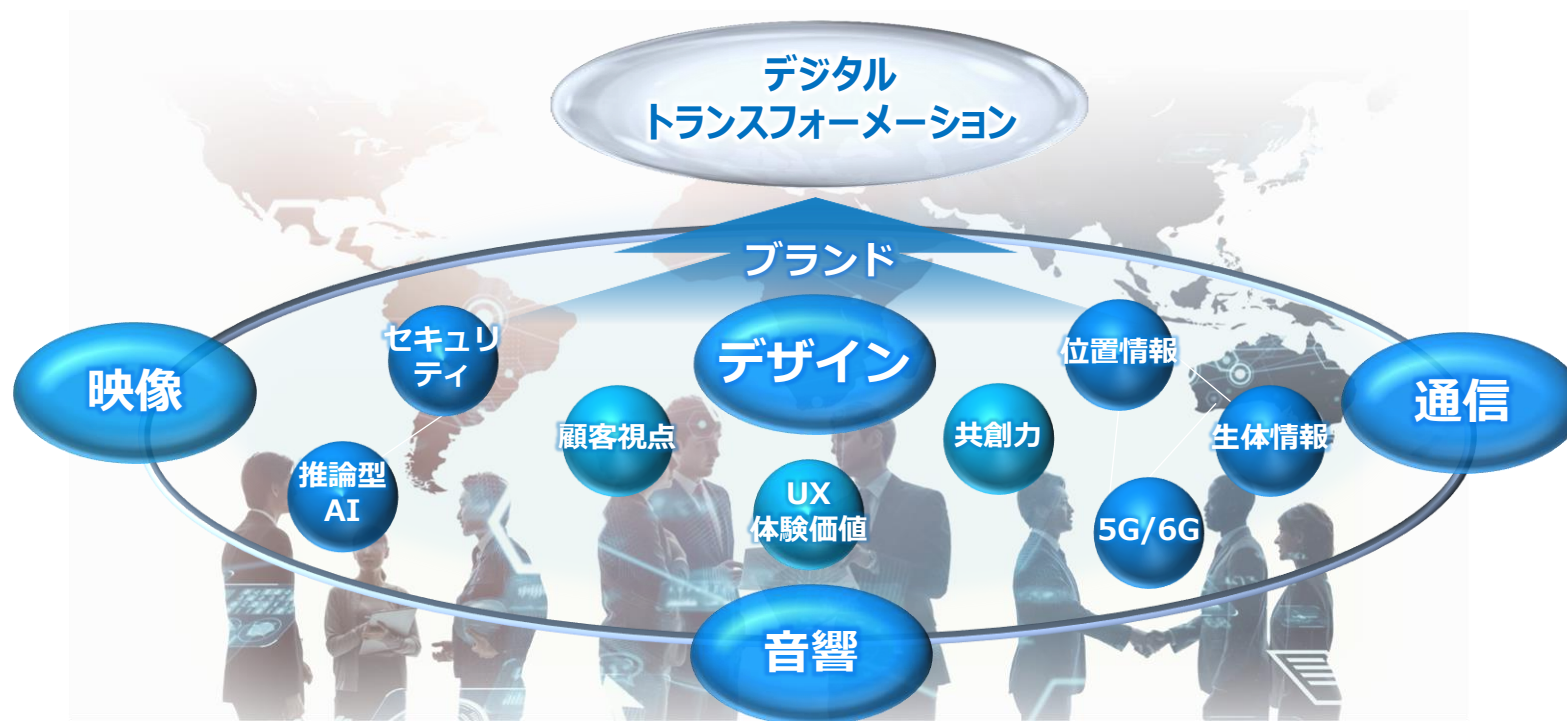 デジタル
トランスフォーメーション
ブランド
セキュリ
ティ
デザイン
位置情報
映像
通信
顧客視点
共創力
生体情報
推論型
AI
UX
体験価値
5G/6G
音響